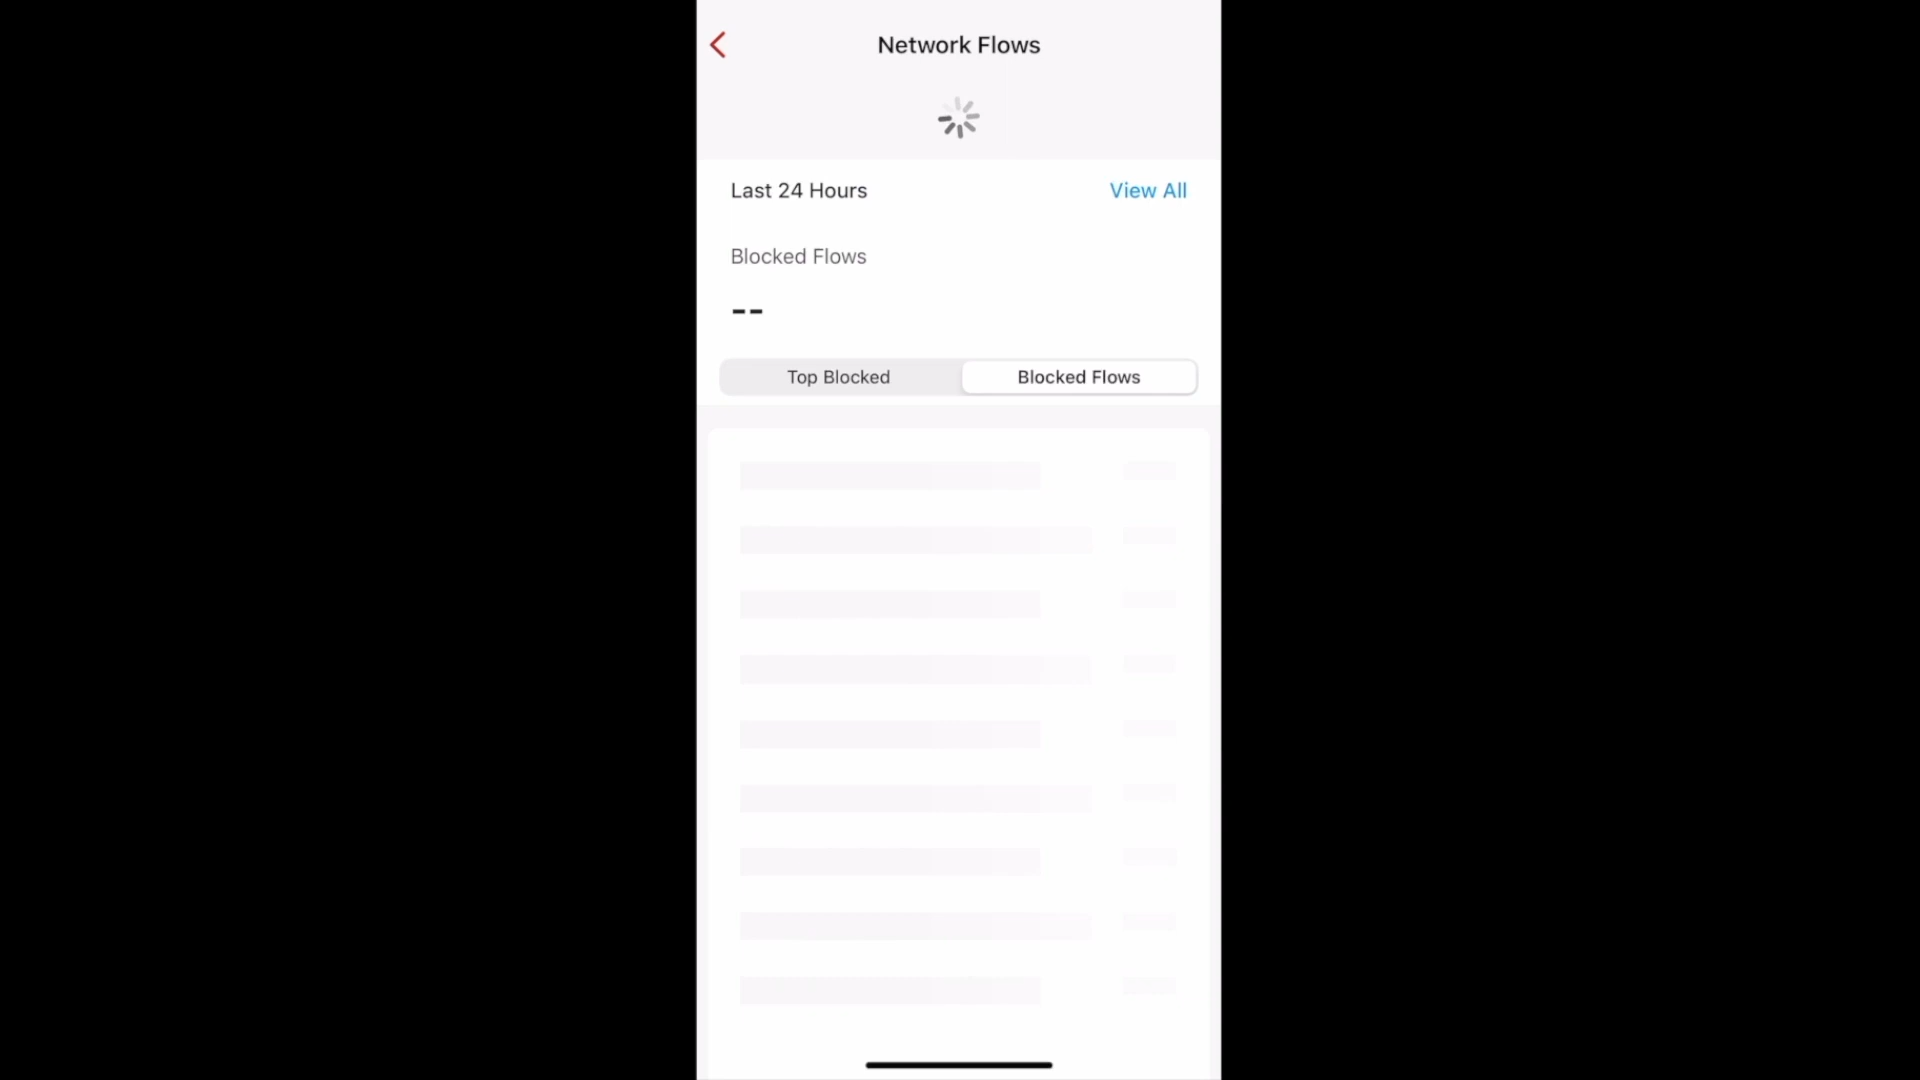 Network Flows
Last 24 Hours View All
Blocked Flows
--
Top Blocked Blocked Flows